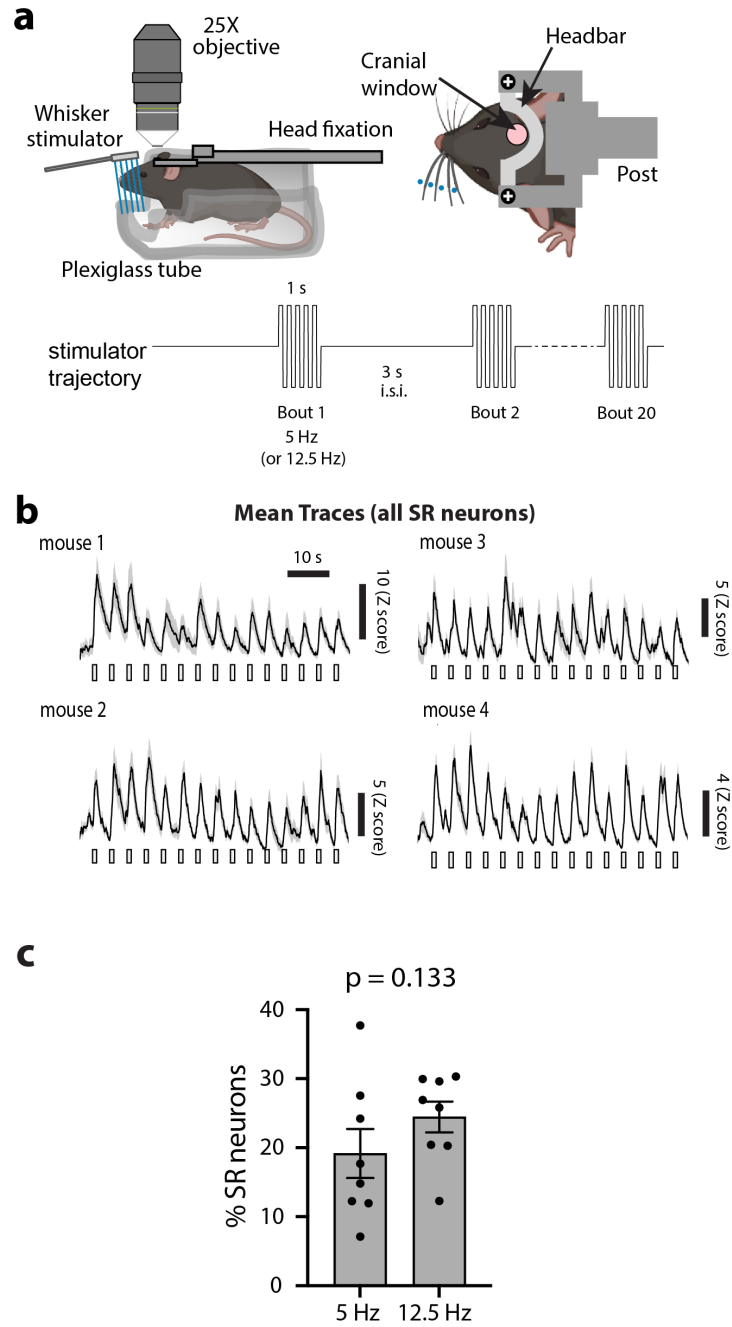 a
25X
objective
Whisker
stimulator
Head fixation
Plexiglass tube
Headbar
Cranial
window
Post
1 s
stimulator
trajectory
3 s
i.s.i.
Bout 1
Bout 2
Bout 20
5 Hz
(or 12.5 Hz)
b
Mean Traces (all SR neurons)
mouse 1
10 s
10 (Z score)
mouse 3
5 (Z score)
mouse 2
5 (Z score)
mouse 4
4 (Z score)
c
p = 0.133
% SR neurons
40
30
20
10
0
5 Hz
12.5 Hz